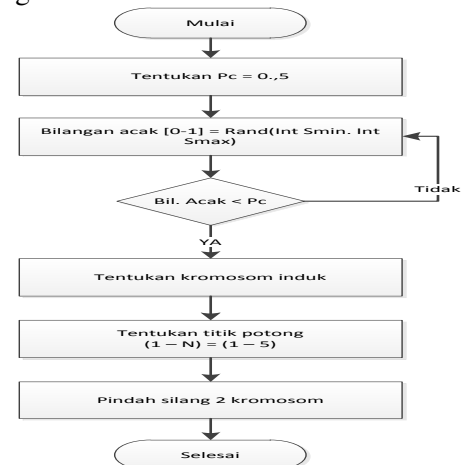 Mulai
Tentukan Pc = 0.,5
Bilangan acak [0-1] = Rand(Int Smin. Int
Smax)
Tidak
Bil. Acak < Pc
YA
Tentukan kromosom induk
Tentukan titik potong
(1 – N) = (1 – 5)
Pindah silang 2 kromosom
Selesai